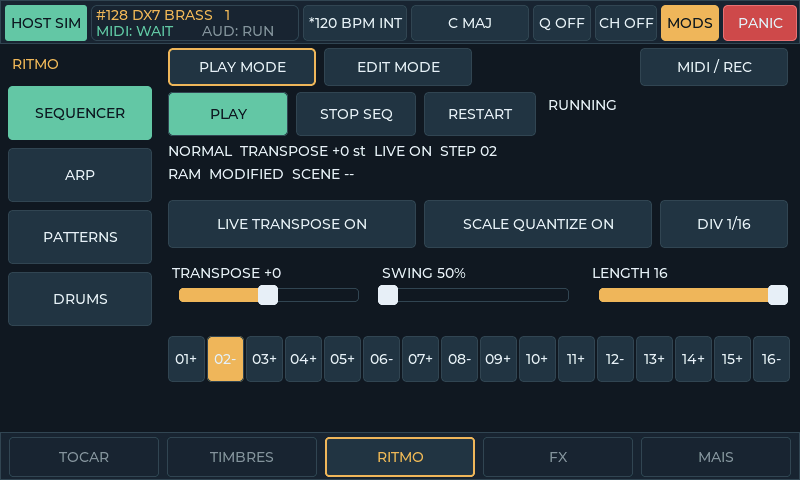 HOST SIM
#128 DX7 BRASS 1
MIDI: WAIT AUD: RUN
*120 BPM INT
C MAJ
Q OFF
CH OFF
MODS
PANIC
RITMO
PLAY MODE
EDIT MODE
MIDI / REC
SEQUENCER
PLAY
STOP SEQ
RESTART
RUNNING
NORMAL TRANSPOSE +0 st LIVE ON STEP 02
RAM MODIFIED SCENE --
ARP
PATTERNS
DRUMS
LIVE TRANSPOSE ON
SCALE QUANTIZE ON
DIV 1/16
TRANSPOSE +0
SWING 50%
LENGTH 16
01+ 02- 03+ 04+ 05+ 06- 07+ 08- 09+ 10+ 11+ 12- 13+ 14+ 15+ 16-
TOCAR
TIMBRES
RITMO
FX
MAIS